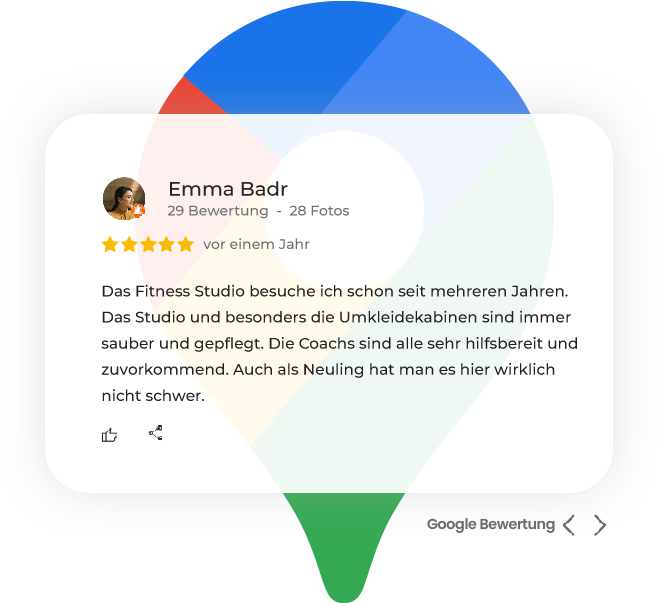 Emma Badr
29 Bewertung - 28 Fotos
vor einem Jahr
Das Fitness Studio besuche ich schon seit mehreren Jahren.
Das Studio und besonders die Umkleidekabinen sind immer
sauber und gepflegt. Die Coachs sind alle sehr hilfsbereit und
zuvorkommend. Auch als Neuling hat man es hier wirklich
nicht schwer.
Google Bewertung